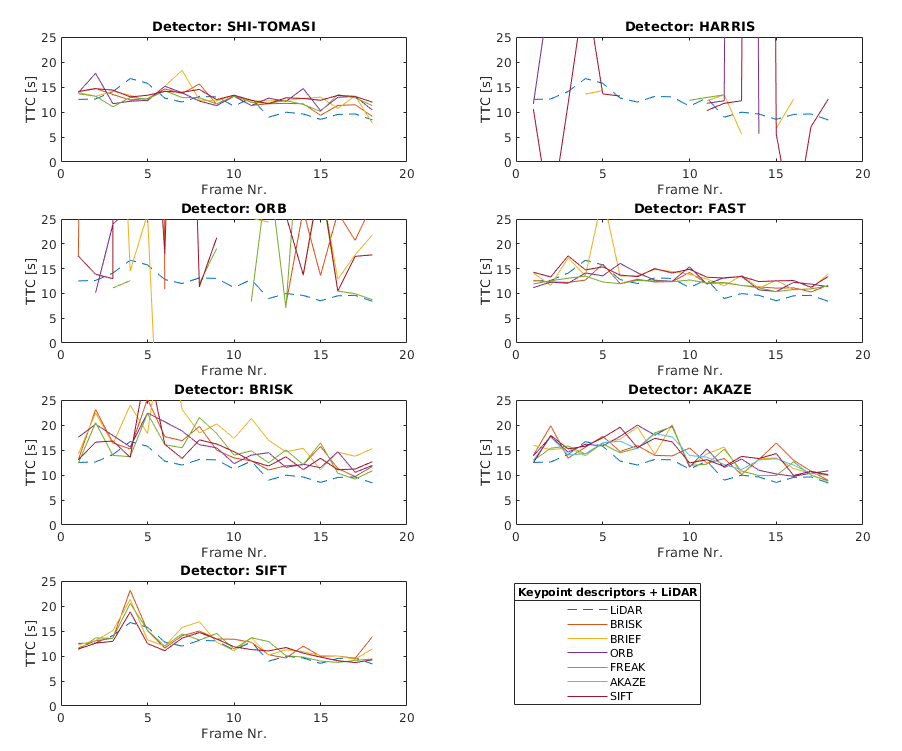 Detector: SHI-TOMASI
25
20
15
10
5
0
TTC [s]
0 5 10 15 20
Frame Nr.
Detector: HARRIS
25
20
15
10
5
0
TTC [s]
0 5 10 15 20
Frame Nr.
Detector: ORB
25
20
15
10
5
0
TTC [s]
0 5 10 15 20
Frame Nr.
Detector: FAST
25
20
15
10
5
0
TTC [s]
0 5 10 15 20
Frame Nr.
Detector: BRISK
25
20
15
10
5
0
TTC [s]
0 5 10 15 20
Frame Nr.
Detector: AKAZE
25
20
15
10
5
0
TTC [s]
0 5 10 15 20
Frame Nr.
Detector: SIFT
25
20
15
10
5
0
TTC [s]
0 5 10 15 20
Frame Nr.
Keypoint descriptors + LiDAR
LiDAR
BRISK
BRIEF
ORB
FREAK
AKAZE
SIFT